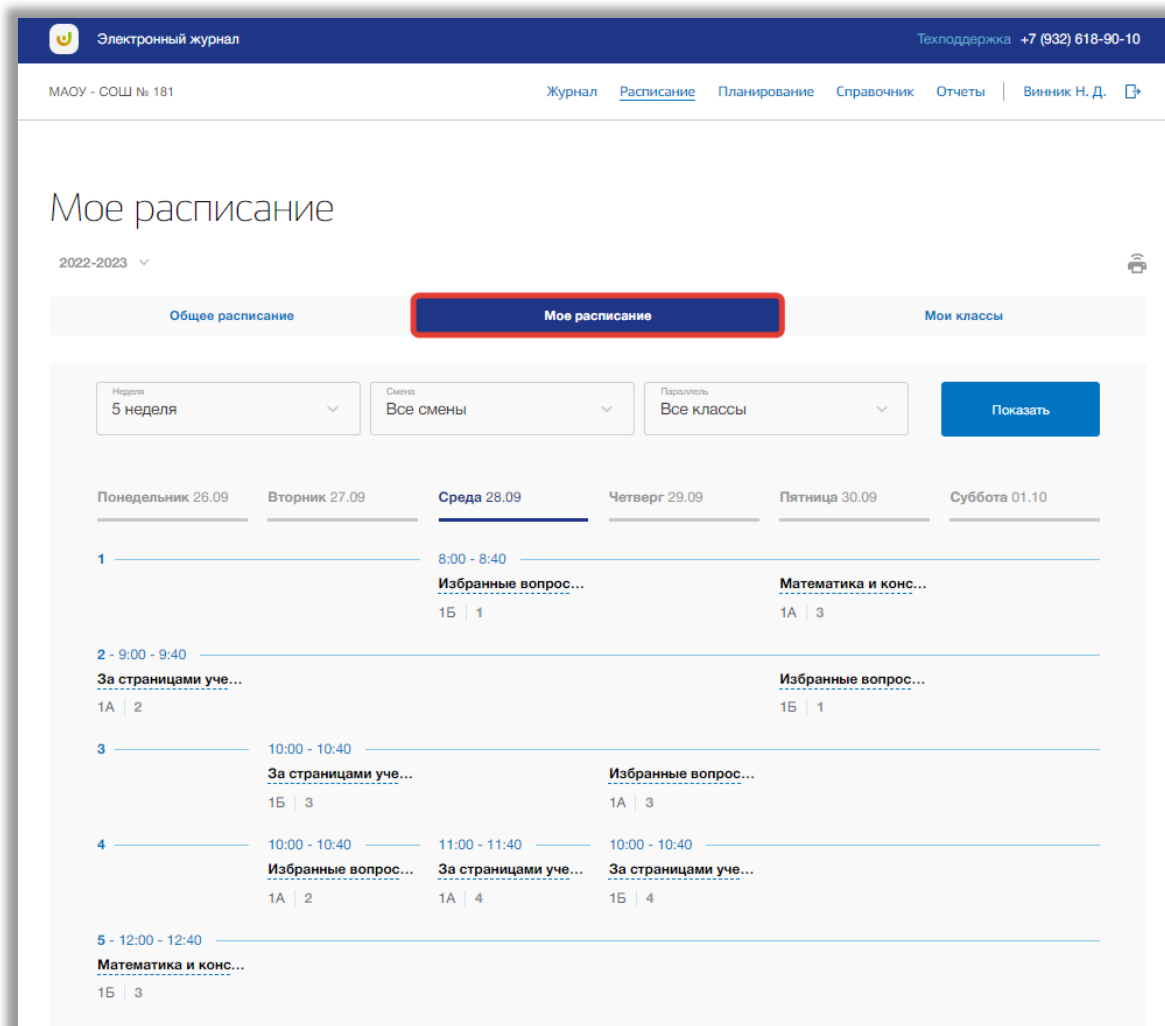 Электронный журнал Техподдержка +7 (932) 618-90-10
МАОУ - СОШ № 181 Журнал Расписание Планирование Справочник Отчеты Винник Н. Д.
Мое расписание
2022-2023
Общее расписание Мое расписание Мои классы
Неделя Смена Параллель
5 неделя Все смены Все классы Показать
Понедельник 26.09 Вторник 27.09 Среда 28.09 Четверг 29.09 Пятница 30.09 Суббота 01.10
1 8:00 - 8:40
Избранные вопрос... Математика и конс...
1Б 1 1А 3
2 - 9:00 - 9:40
За страницами уче... Избранные вопрос...
1А 2 1Б 1
3 10:00 - 10:40
За страницами уче... Избранные вопрос...
1Б 3 1А 3
4 10:00 - 10:40 11:00 - 11:40 10:00 - 10:40
Избранные вопрос... За страницами уче... За страницами уче...
1А 2 1А 4 1Б 4
5 - 12:00 - 12:40
Математика и конс...
1Б 3